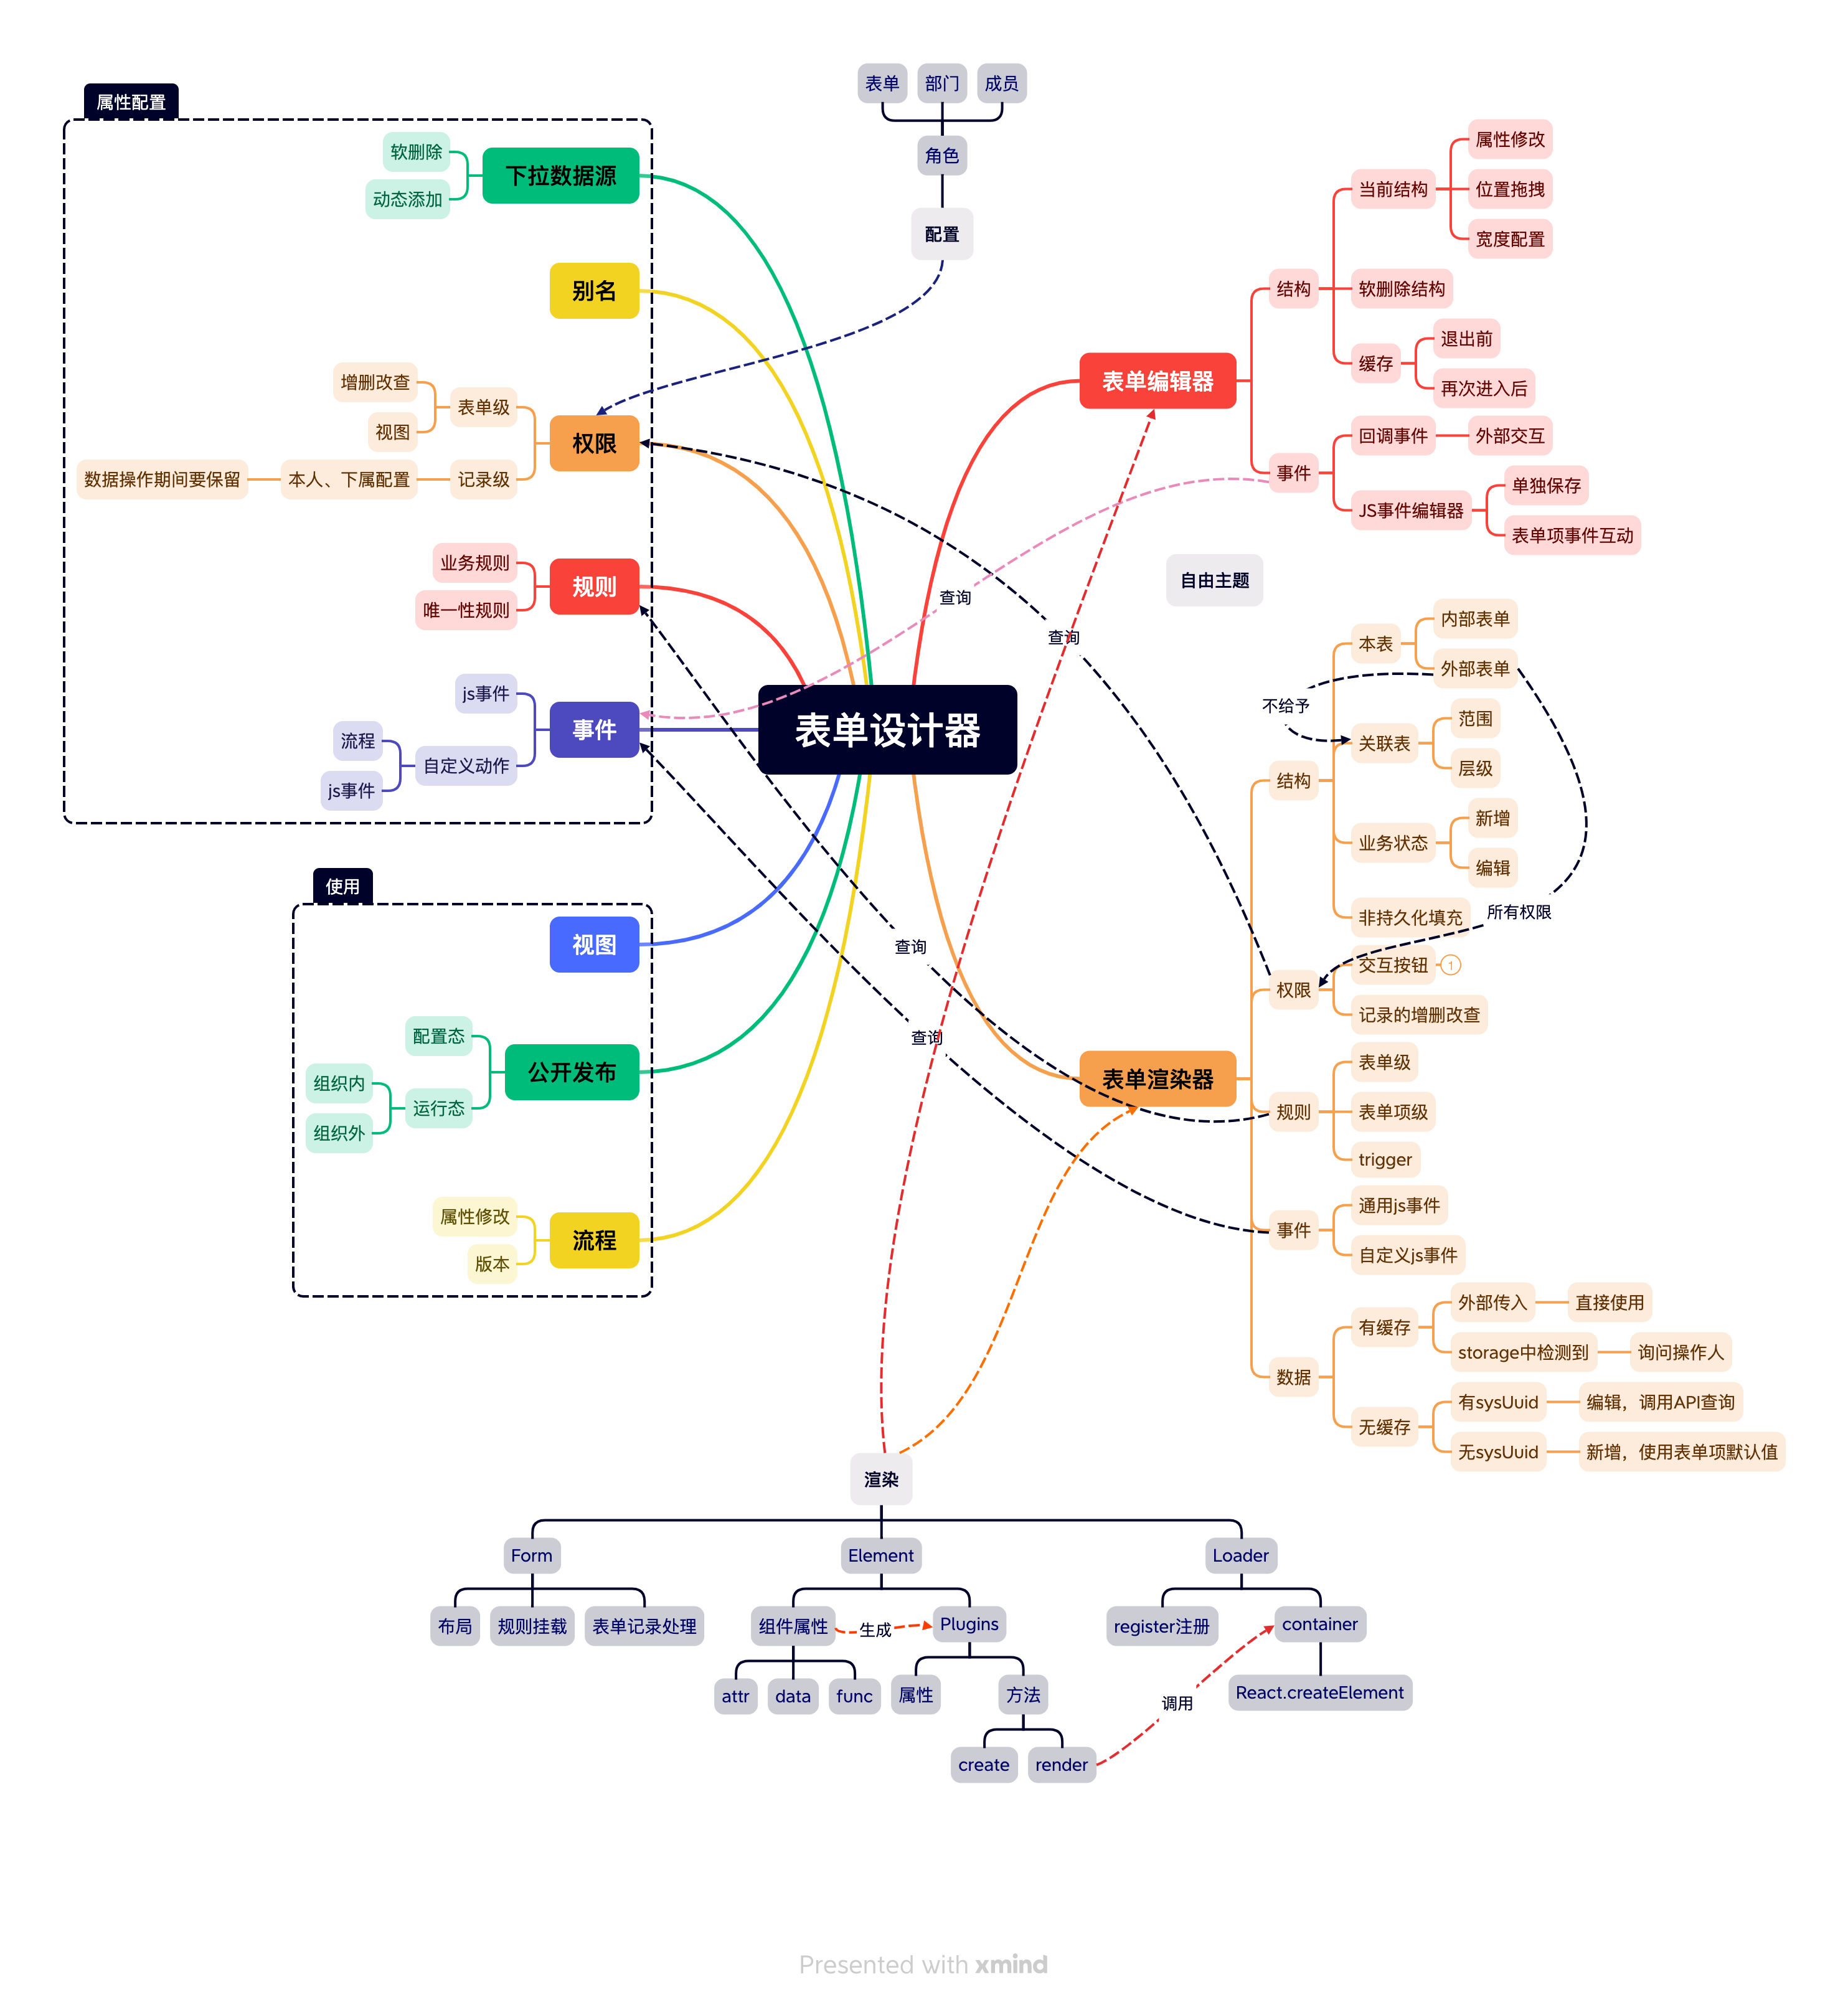 表单
部门
成员
角色
配置
属性配置
软删除
动态添加
下拉数据源
别名
增删改查
视图
表单级
数据操作期间要保留
本人、下属配置
记录级
权限
业务规则
唯一性规则
规则
js事件
流程
js事件
自定义动作
事件
使用
视图
配置态
组织内
组织外
运行态
公开发布
属性修改
版本
流程
表单设计器
表单编辑器
结构
当前结构
属性修改
位置拖拽
宽度配置
软删除结构
缓存
退出前
再次进入后
事件
回调事件
外部交互
JS事件编辑器
单独保存
表单项事件互动
自由主题
查询
查询
查询
查询
表单渲染器
结构
本表
内部表单
外部表单
不给予
关联表
范围
层级
业务状态
新增
编辑
非持久化填充
所有权限
权限
交互按钮
1
记录的增删改查
规则
表单级
表单项级
trigger
事件
通用js事件
自定义js事件
数据
有缓存
外部传入
直接使用
storage中检测到
询问操作人
无缓存
有sysUuid
编辑，调用API查询
无sysUuid
新增，使用表单项默认值
渲染
Form
Element
Loader
布局
规则挂载
表单记录处理
组件属性
生成
Plugins
register注册
container
attr
data
func
属性
方法
调用
React.createElement
create
render
Presented with xmind